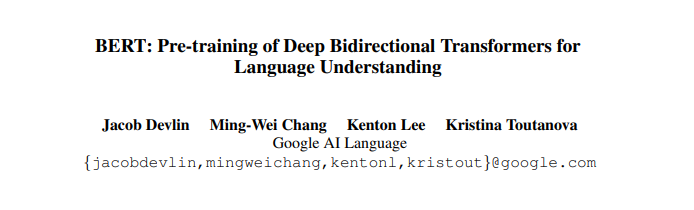 BERT: Pre-training of Deep Bidirectional Transformers for
Language Understanding
Jacob Devlin Ming-Wei Chang Kenton Lee Kristina Toutanova
Google AI Language
{jacobdevlin,mingweichang,kentonl,kristout}@google.com